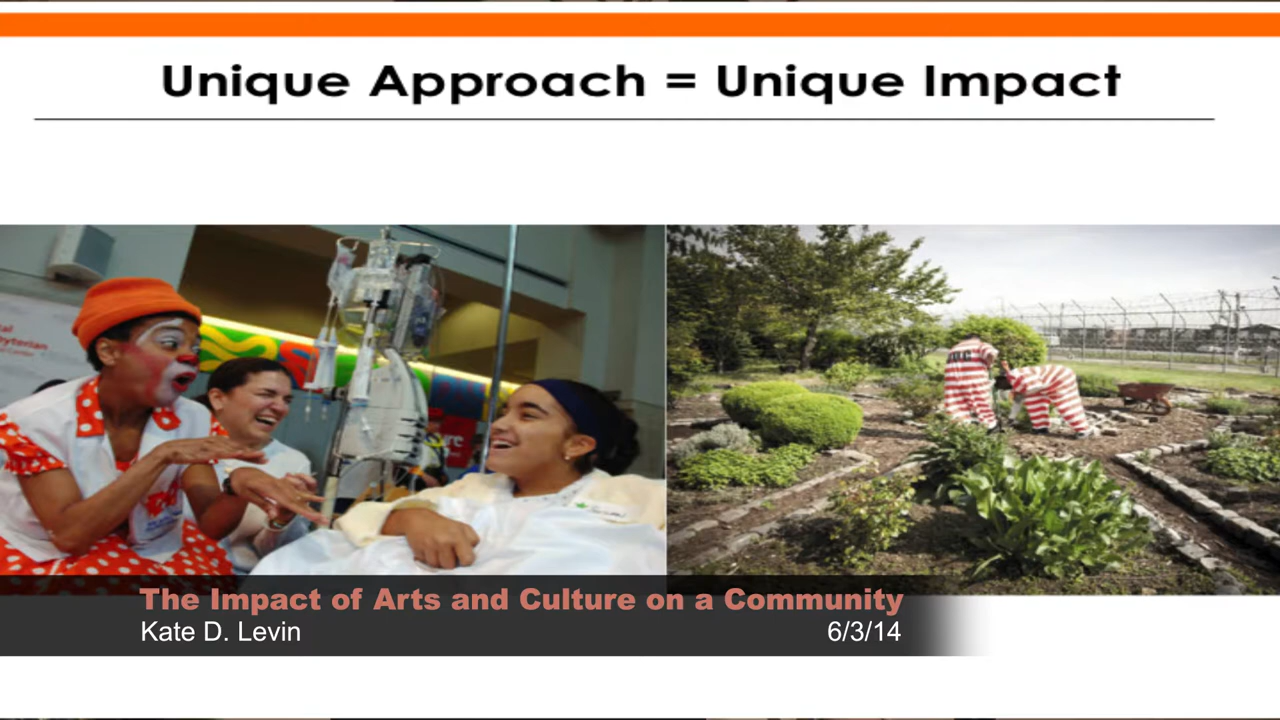 Unique Approach = Unique Impact
The Impact of Arts and Culture on a Community
Kate D. Levin
6/3/14